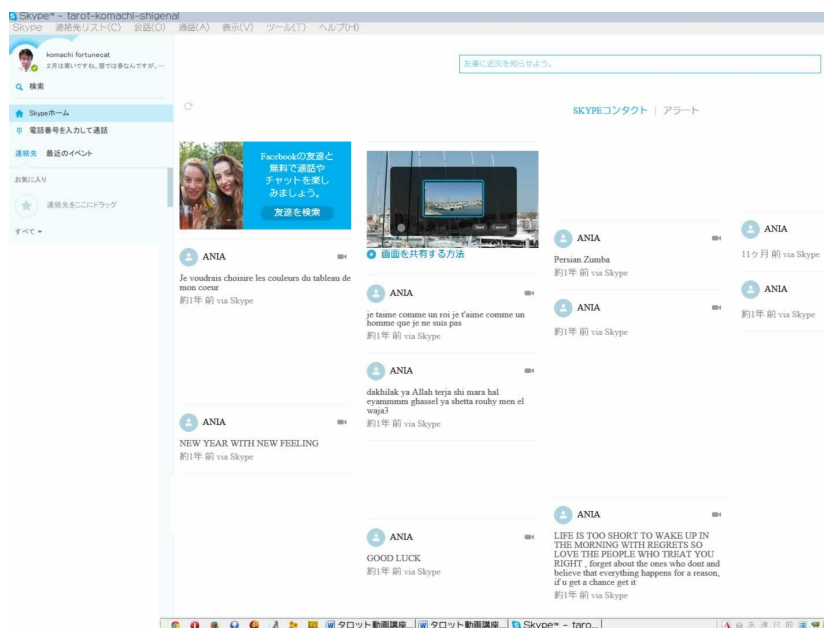 Skype™ - tarot-komachi-shigenal
Skype 連絡先リスト(C) 会話(O) 通話(A) 表示(V) ツール(T) ヘルプ(H)
komachi fortunecat
2月は寒いですね。暦では春なんですが、…
検索
Skypeホーム
電話番号を入力して通話
連絡先 最近のイベント
お気に入り
連絡先をここにドラッグ
すべて
友達に近況を知らせよう。
SKYPEコンタクト | アラート
Facebookの友達と
無料で通話や
チャットを楽し
みましょう。
友達を検索
ANIA
Je voudrais choisire les couleurs du tableau de
mon coeur
約1年 前 via Skype
ANIA
NEW YEAR WITH NEW FEELING
約1年 前 via Skype
Start Cancel
画面を共有する方法
ANIA
je taime comme un roi je t'aime comme un
homme que je ne suis pas
約1年 前 via Skype
ANIA
dakhilak ya Allah terja shi mara hal
eyammmm ghassel ya shetta rouhy men el
waja3
約1年 前 via Skype
ANIA
GOOD LUCK
約1年 前 via Skype
ANIA
Persian Zumba
約1年 前 via Skype
ANIA
約1年 前 via Skype
ANIA
LIFE IS TOO SHORT TO WAKE UP IN
THE MORNING WITH REGRETS SO
LOVE THE PEOPLE WHO TREAT YOU
RIGHT , forget about the ones who dont and
believe that everything happens for a reason,
if u get a chance get it
約1年 前 via Skype
ANIA
11ケ月 前 via Skype
ANIA
約1年 前 via Skype
タロット動画講座... タロット動画講座... Skype™ - taro...